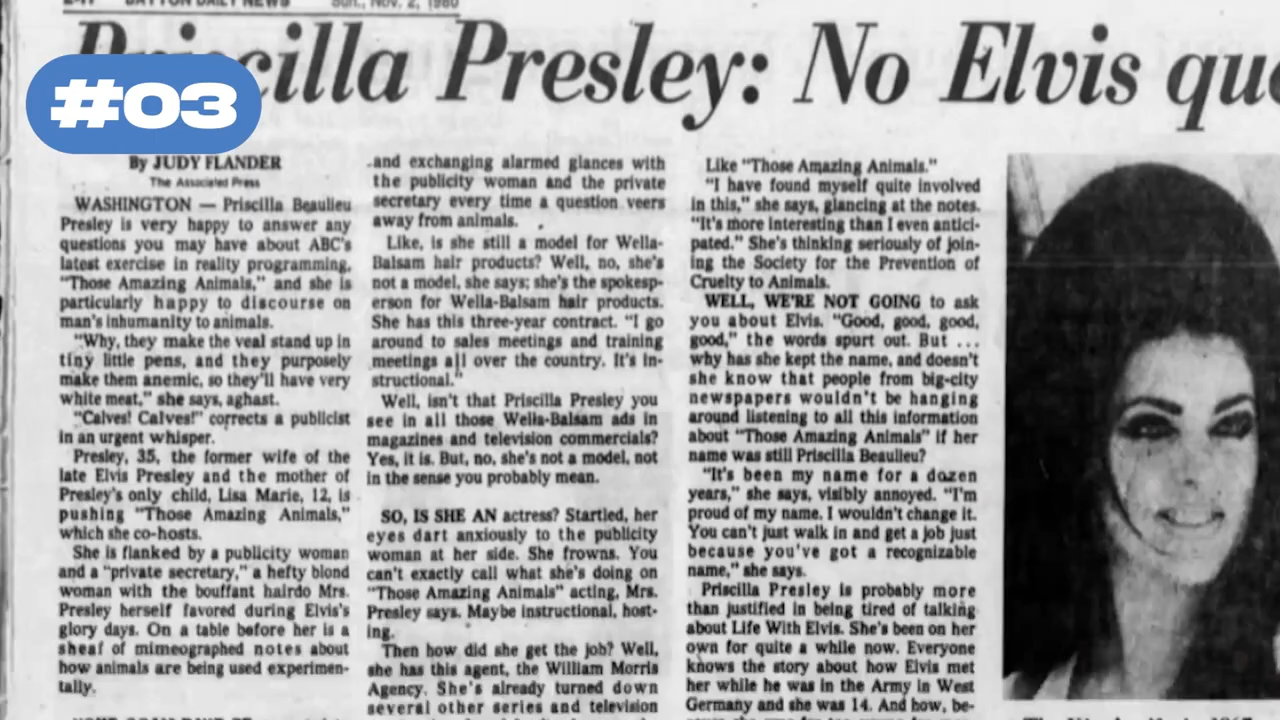 DAYTON DAILY NEWS Sun., Nov. 2, 1980
Priscilla Presley: No Elvis que
#03
By JUDY FLANDER
The Associated Press
WASHINGTON — Priscilla Beaulieu
Presley is very happy to answer any
questions you may have about ABC's
latest exercise in reality programming,
"Those Amazing Animals," and she is
particularly happy to discourse on
man's inhumanity to animals.
"Why, they make the veal stand up in
tiny little pens, and they purposely
make them anemic, so they'll have very
white meat," she says, aghast.
"Calves! Calves!" corrects a publicist
in an urgent whisper.
Presley, 35, the former wife of the
late Elvis Presley and the mother of
Presley's only child, Lisa Marie, 12, is
pushing "Those Amazing Animals,"
which she co-hosts.
She is flanked by a publicity woman
and a "private secretary," a hefty blond
woman with the bouffant hairdo Mrs.
Presley herself favored during Elvis's
glory days. On a table before her is a
sheaf of mimeographed notes about
how animals are being used experimen-
tally.
and exchanging alarmed glances with
the publicity woman and the private
secretary every time a question veers
away from animals.
Like, is she still a model for Wella-
Balsam hair products? Well, no, she's
not a model, she says; she's the spokesp-
erson for Wella-Balsam hair products.
She has this three-year contract. "I go
around to sales meetings and training
meetings all over the country. It's in-
structional."
Well, isn't that Priscilla Presley you
see in all those Wella-Balsam ads in
magazines and television commercials?
Yes, it is. But, no, she's not a model, not
in the sense you probably mean.
SO, IS SHE AN actress? Startled, her
eyes dart anxiously to the publicity
woman at her side. She frowns. You
can't exactly call what she's doing on
"Those Amazing Animals" acting, Mrs.
Presley says. Maybe instructional, host-
ing.
Then how did she get the job? Well,
she has this agent, the William Morris
Agency. She's already turned down
several other series and television
Like "Those Amazing Animals."
"I have found myself quite involved
in this," she says, glancing at the notes.
"It's more interesting than I even antici-
pated." She's thinking seriously of join-
ing the Society for the Prevention of
Cruelty to Animals.
WELL, WE'RE NOT GOING to ask
you about Elvis. "Good, good, good,
good," the words spurt out. But ...
why has she kept the name, and doesn't
she know that people from big-city
newspapers wouldn't be hanging
around listening to all this information
about "Those Amazing Animals" if her
name was still Priscilla Beaulieu?
"It's been my name for a dozen
years," she says, visibly annoyed. "I'm
proud of my name. I wouldn't change it.
You can't just walk in and get a job just
because you've got a recognizable
name," she says.
Priscilla Presley is probably more
than justified in being tired of talking
about Life With Elvis. She's been on her
own for quite a while now. Everyone
knows the story about how Elvis met
her while he was in the Army in West
Germany and she was 14. And how, be-